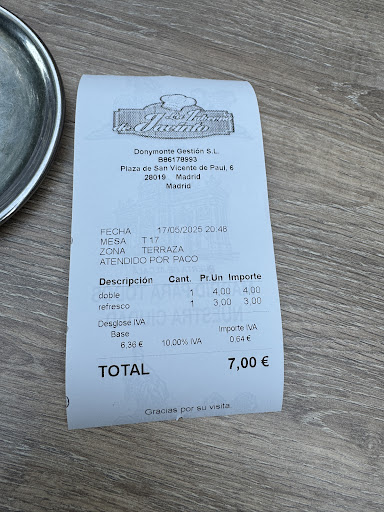 La Taberna
de Jacinto
Donymonte Gestión S.L.
B86178993
Plaza de San Vicente de Paul, 6
28019 Madrid
Madrid
FECHA 17/05/2025 20:48
MESA T 17
ZONA TERRAZA
ATENDIDO POR PACO
Descripción Cant. Pr.Un Importe
doble 1 4,00 4,00
refresco 1 3,00 3,00
Desglose IVA
Base Importe IVA
6,36 € 10,00% IVA 0,64 €
TOTAL 7,00 €
Gracias por su visita.